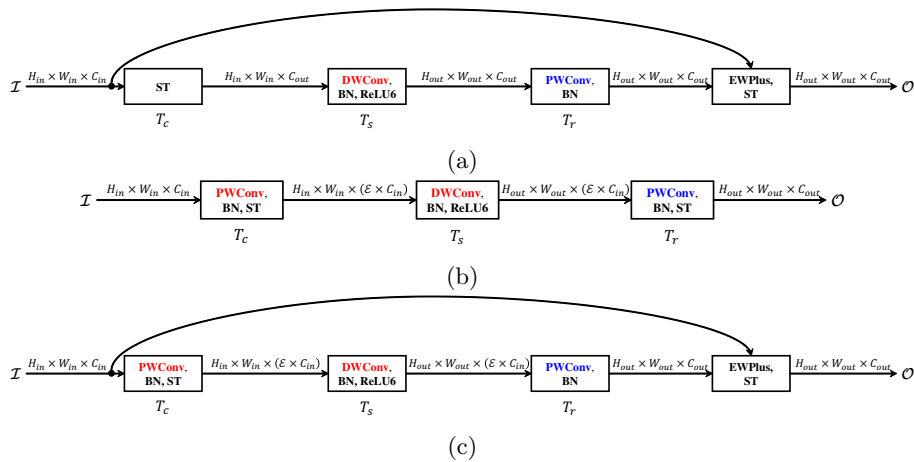 H_in × W_in × C_in H_in × W_in × C_out H_out × W_out × C_out H_out × W_out × C_out H_out × W_out × C_out
I ST DWConv, PWConv, EWPlus, O
BN, ReLU6 BN ST
T_c T_s T_r
(a)
H_in × W_in × C_in H_in × W_in × (ℰ × C_in) H_out × W_out × (ℰ × C_in) H_out × W_out × C_out
I PWConv, DWConv, PWConv, O
BN, ST BN, ReLU6 BN, ST
T_c T_s T_r
(b)
H_in × W_in × C_in H_in × W_in × (ℰ × C_in) H_out × W_out × (ℰ × C_in) H_out × W_out × C_out H_out × W_out × C_out
I PWConv, DWConv, PWConv, EWPlus, O
BN, ST BN, ReLU6 BN ST
T_c T_s T_r
(c)